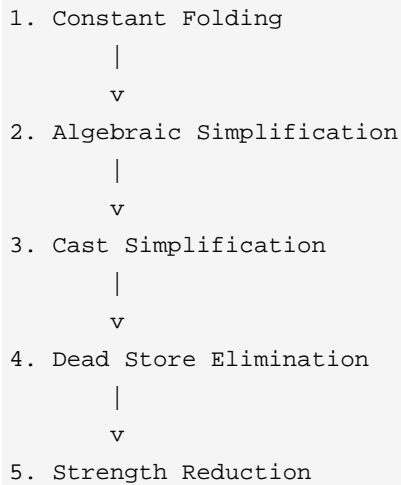 1. Constant Folding
        |
        v
2. Algebraic Simplification
        |
        v
3. Cast Simplification
        |
        v
4. Dead Store Elimination
        |
        v
5. Strength Reduction